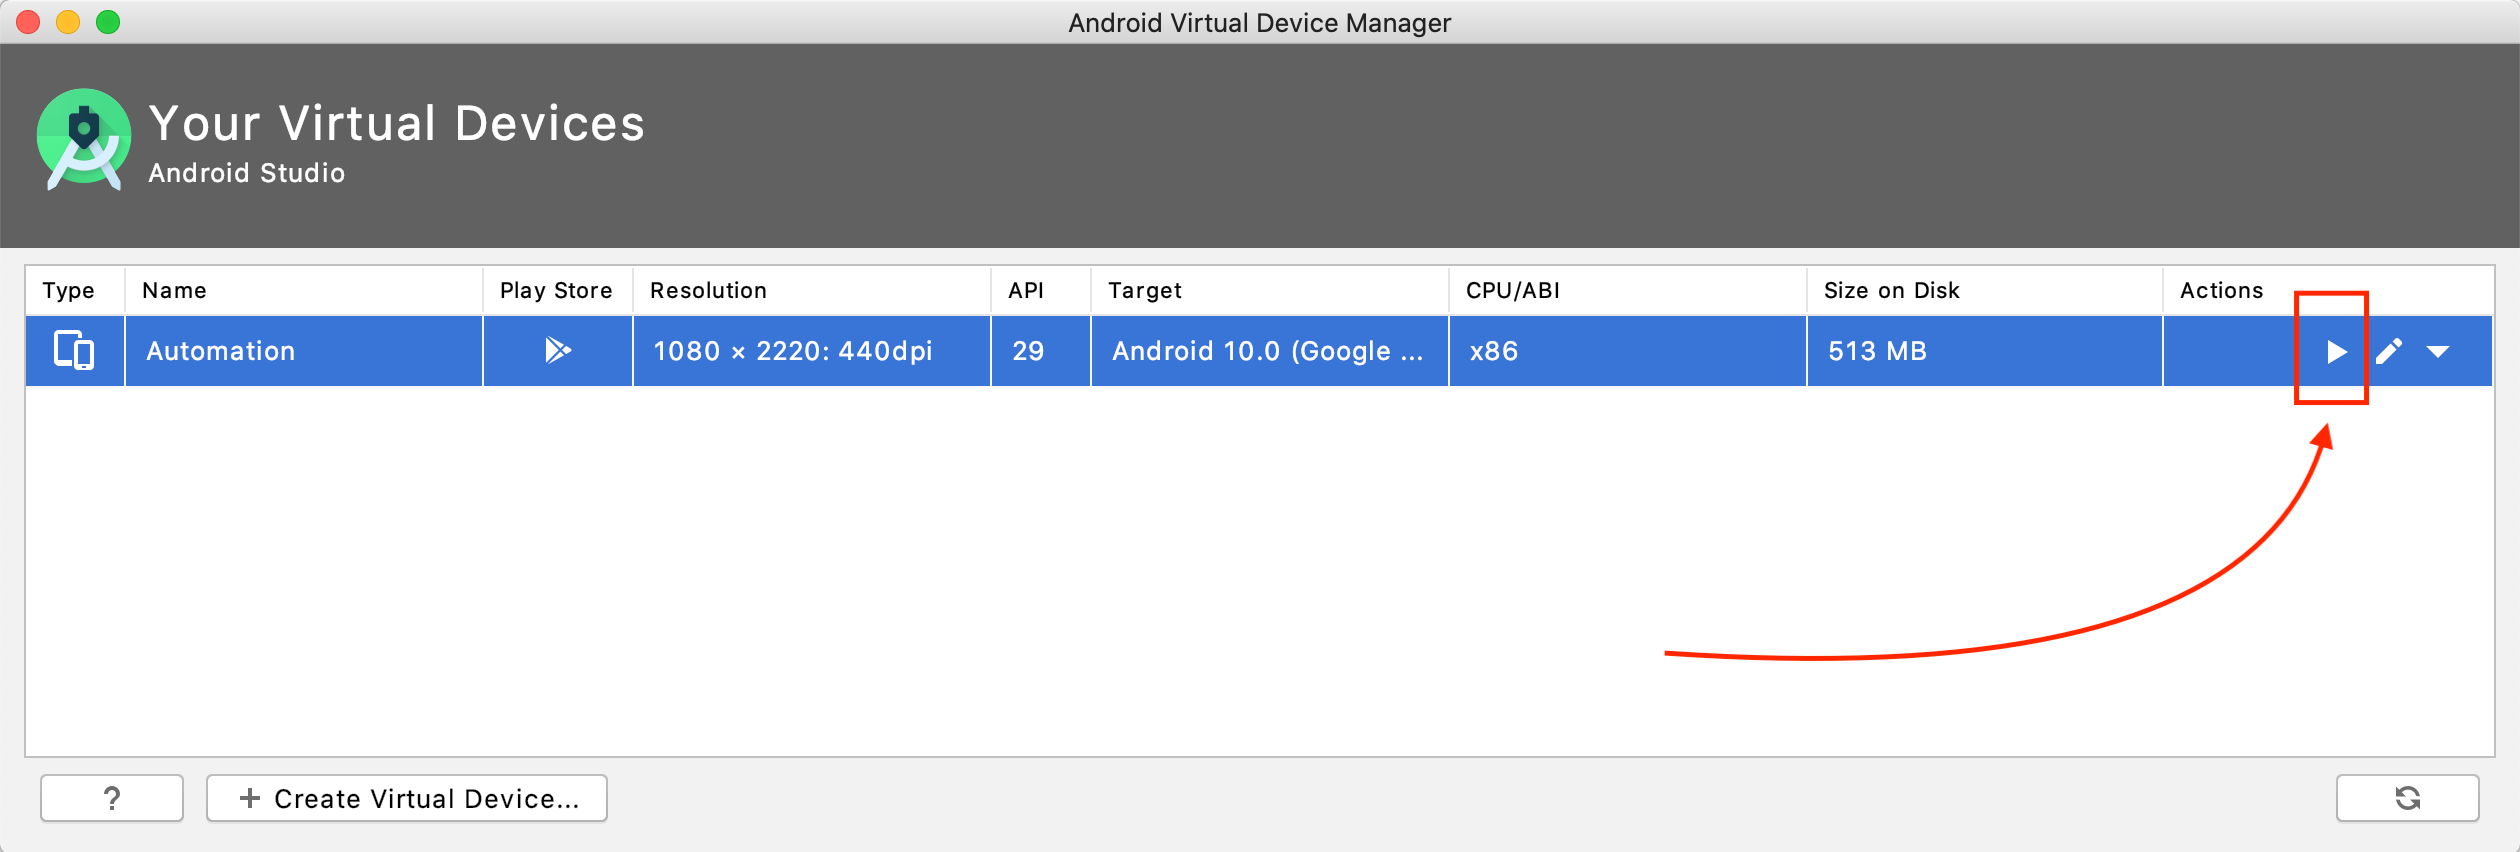 Android Virtual Device Manager
Your Virtual Devices
Android Studio
Type Name Play Store Resolution API Target CPU/ABI Size on Disk Actions
Automation 1080 × 2220: 440dpi 29 Android 10.0 (Google ... x86 513 MB
? + Create Virtual Device...